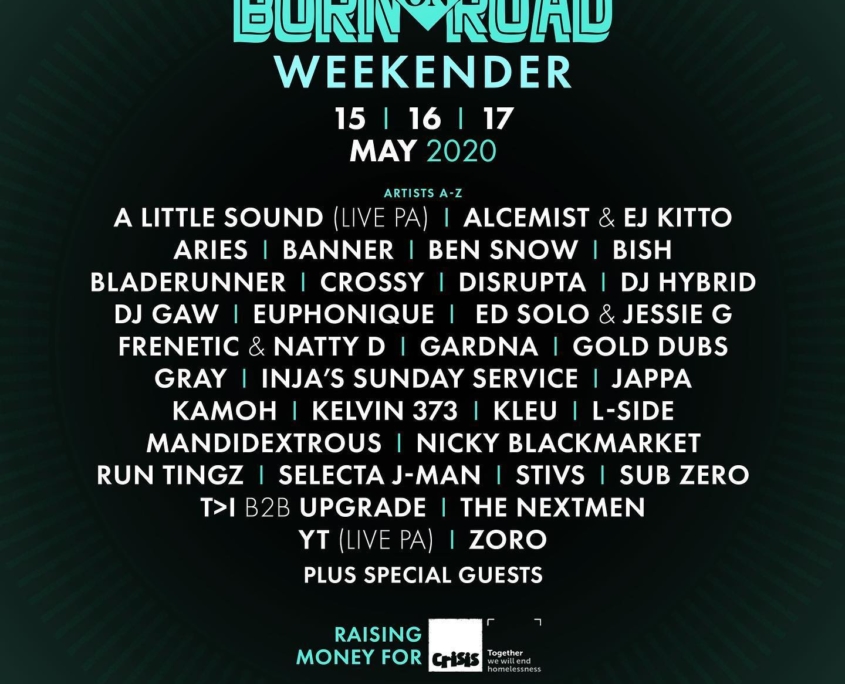 BORN ON ROAD
WEEKENDER
15 | 16 | 17
MAY 2020
ARTISTS A-Z
A LITTLE SOUND (LIVE PA) | ALCEMIST & EJ KITTO
ARIES | BANNER | BEN SNOW | BISH
BLADERUNNER | CROSSY | DISRUPTA | DJ HYBRID
DJ GAW | EUPHONIQUE | ED SOLO & JESSIE G
FRENETIC & NATTY D | GARDNA | GOLD DUBS
GRAY | INJA'S SUNDAY SERVICE | JAPPA
KAMOH | KELVIN 373 | KLEU | L-SIDE
MANDIDEXTROUS | NICKY BLACKMARKET
RUN TINGZ | SELECTA J-MAN | STIVS | SUB ZERO
T>I B2B UPGRADE | THE NEXTMEN
YT (LIVE PA) | ZORO
PLUS SPECIAL GUESTS
RAISING
MONEY FOR
crisis
Together
we will end
homelessness